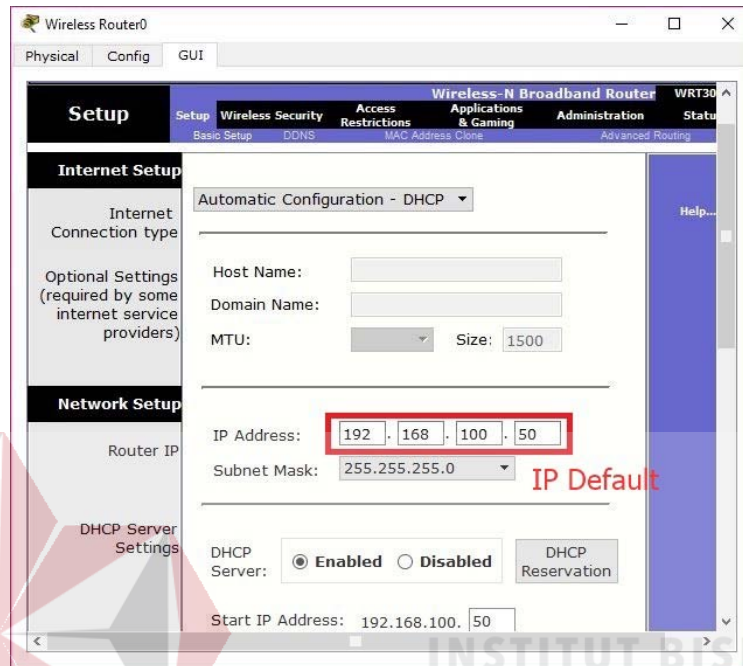 Wireless Router0
Physical Config GUI
Wireless-N Broadband Router WRT30
Setup
Setup Wireless Security Access Restrictions Applications & Gaming Administration Statu
Basic Setup DDNS MAC Address Clone Advanced Routing
Internet Setup
Internet Connection type
Automatic Configuration - DHCP
Help...
Optional Settings
(required by some
internet service
providers)
Host Name:
Domain Name:
MTU: Size: 1500
Network Setup
Router IP
IP Address: 192 . 168 . 100 . 50
Subnet Mask: 255.255.255.0
IP Default
DHCP Server
Settings
DHCP
Server: Enabled Disabled
DHCP
Reservation
Start IP Address: 192.168.100. 50
INSTITUT BIS